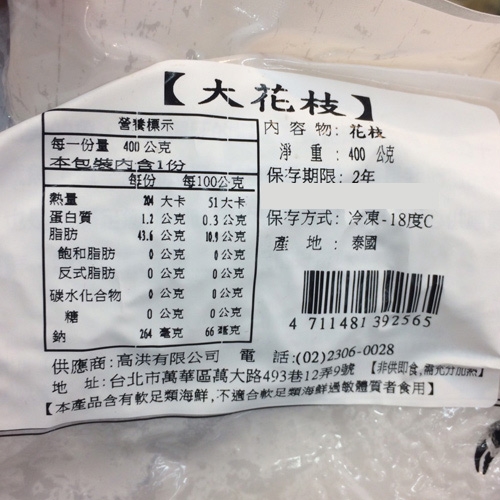 【大花枝】
營養標示
每一份量 400 公克
本包裝內含1份
每份 每100公克
熱量 204 大卡 51 大卡
蛋白質 1.2 公克 0.3 公克
脂肪 43.6 公克 10.9 公克
飽和脂肪 0 公克 0 公克
反式脂肪 0 公克 0 公克
碳水化合物 0 公克 0 公克
糖 0 公克 0 公克
鈉 264 毫克 66 毫克
內容物: 花枝
淨重: 400 公克
保存期限: 2年
保存方式: 冷凍-18度C
產地: 泰國
4 711481 392565
供應商:高洪有限公司 電話:(02)2306-0028
地址:台北市萬華區萬大路493巷12弄9號 【非供即食,需充分加熱】
【本產品含有軟足類海鮮,不適合軟足類海鮮過敏體質者食用】